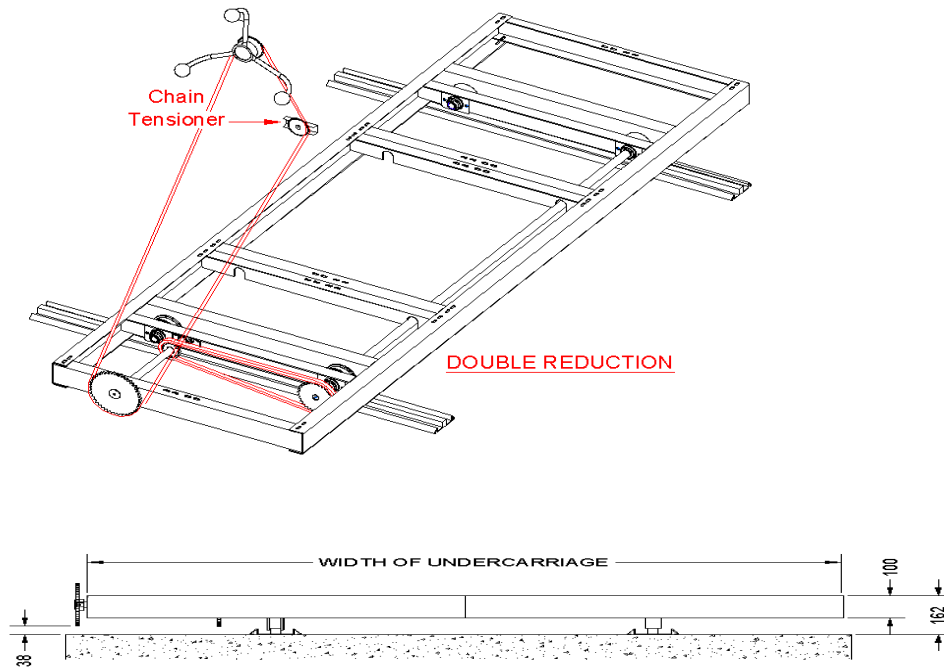 Chain
Tensioner
DOUBLE REDUCTION
WIDTH OF UNDERCARRIAGE
100
162
38